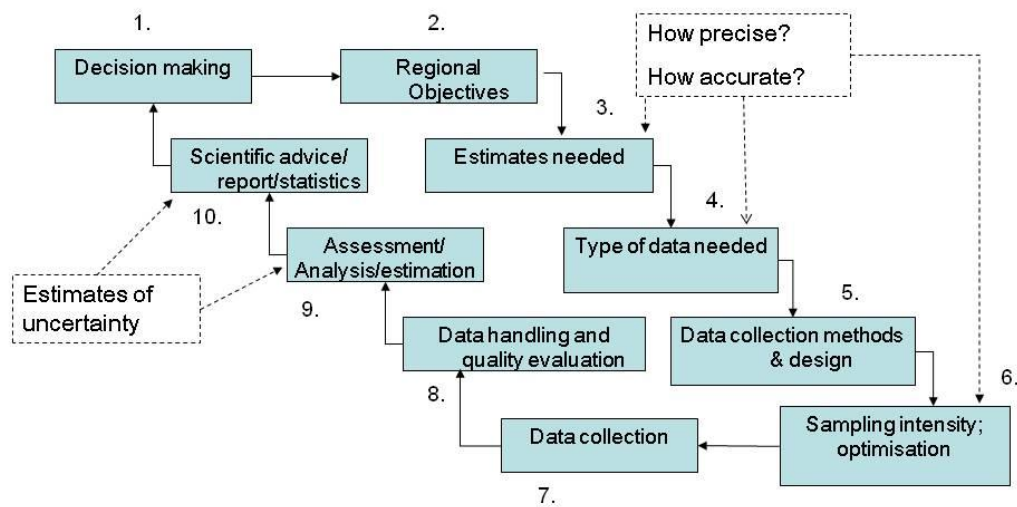 1.
Decision making
2.
Regional
Objectives
How precise?
How accurate?
3.
Estimates needed
4.
Type of data needed
5.
Data collection methods
& design
6.
Sampling intensity;
optimisation
7.
Data collection
8.
Data handling and
quality evaluation
9.
Assessment/
Analysis/estimation
10.
Scientific advice/
report/statistics
Estimates of
uncertainty